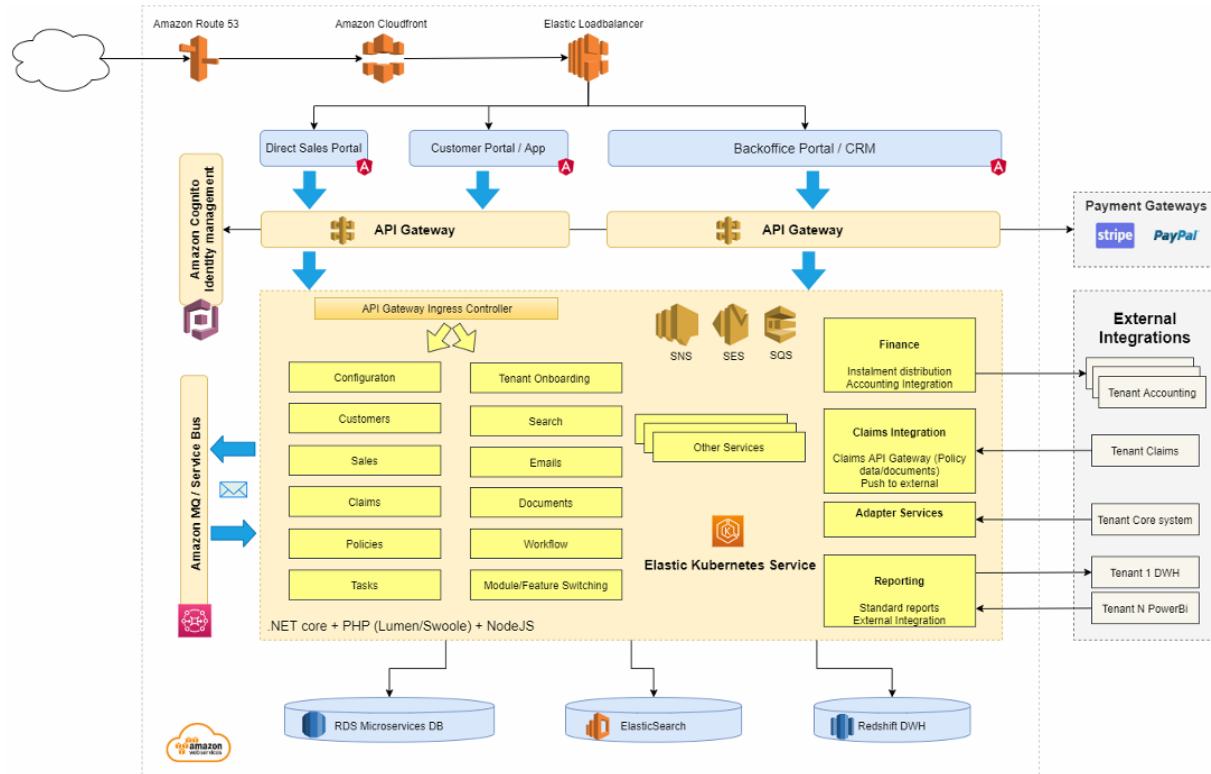 Amazon Route 53
Amazon Cloudfront
Elastic Loadbalancer
Direct Sales Portal
A
Customer Portal / App
A
Backoffice Portal / CRM
A
Amazon Cognito
Identity management
API Gateway
API Gateway
Payment Gateways
stripe
PayPal
API Gateway Ingress Controller
SNS
SES
SQS
Configuraton
Customers
Sales
Claims
Policies
Tasks
Tenant Onboarding
Search
Emails
Documents
Workflow
Module/Feature Switching
Other Services
K
Elastic Kubernetes Service
Finance
Instalment distribution
Accounting Integration
Claims Integration
Claims API Gateway (Policy
data/documents)
Push to external
Adapter Services
Reporting
Standard reports
External Integration
External
Integrations
Tenant Accounting
Tenant Claims
Tenant Core system
Tenant 1 DWH
Tenant N PowerBi
Amazon MQ / Service Bus
.NET core + PHP (Lumen/Swoole) + NodeJS
RDS Microservices DB
ElasticSearch
Redshift DWH
amazon
web services